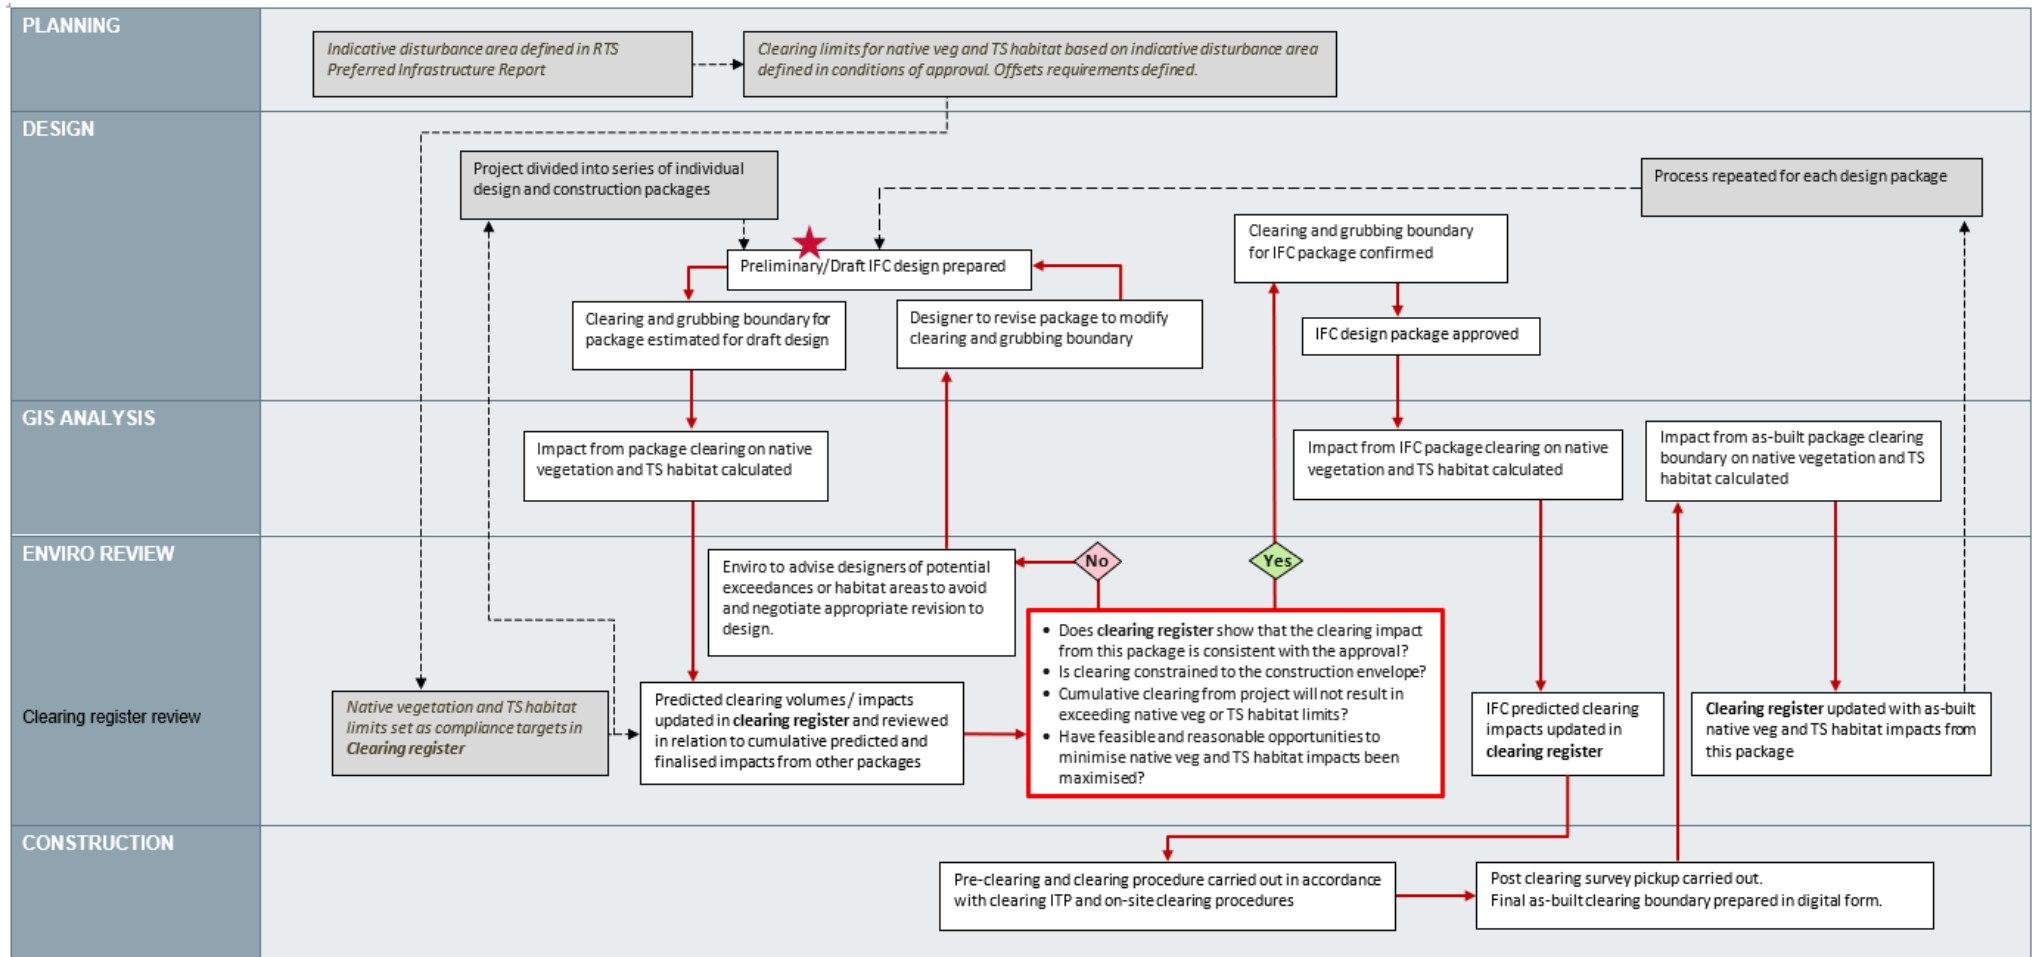 PLANNING
Indicative disturbance area defined in RTS
Preferred Infrastructure Report
Clearing limits for native veg and TS habitat based on indicative disturbance area
defined in conditions of approval. Offsets requirements defined.
DESIGN
Project divided into series of individual
design and construction packages
Process repeated for each design package
Preliminary/Draft IFC design prepared
Clearing and grubbing boundary
for IFC package confirmed
Clearing and grubbing boundary for
package estimated for draft design
Designer to revise package to modify
clearing and grubbing boundary
IFC design package approved
GIS ANALYSIS
Impact from package clearing on native
vegetation and TS habitat calculated
Impact from IFC package clearing on native
vegetation and TS habitat calculated
Impact from as-built package clearing
boundary on native vegetation and TS
habitat calculated
ENVIRO REVIEW
Enviro to advise designers of potential
exceedances or habitat areas to avoid
and negotiate appropriate revision to
design.
No
Yes
Clearing register review
Native vegetation and TS habitat
limits set as compliance targets in
Clearing register
Predicted clearing volumes / impacts
updated in clearing register and reviewed
in relation to cumulative predicted and
finalised impacts from other packages
• Does clearing register show that the clearing impact
from this package is consistent with the approval?
• Is clearing constrained to the construction envelope?
• Cumulative clearing from project will not result in
exceeding native veg or TS habitat limits?
• Have feasible and reasonable opportunities to
minimise native veg and TS habitat impacts been
maximised?
IFC predicted clearing
impacts updated in
clearing register
Clearing register updated with as-built
native veg and TS habitat impacts from
this package
CONSTRUCTION
Pre-clearing and clearing procedure carried out in accordance
with clearing ITP and on-site clearing procedures
Post clearing survey pickup carried out.
Final as-built clearing boundary prepared in digital form.